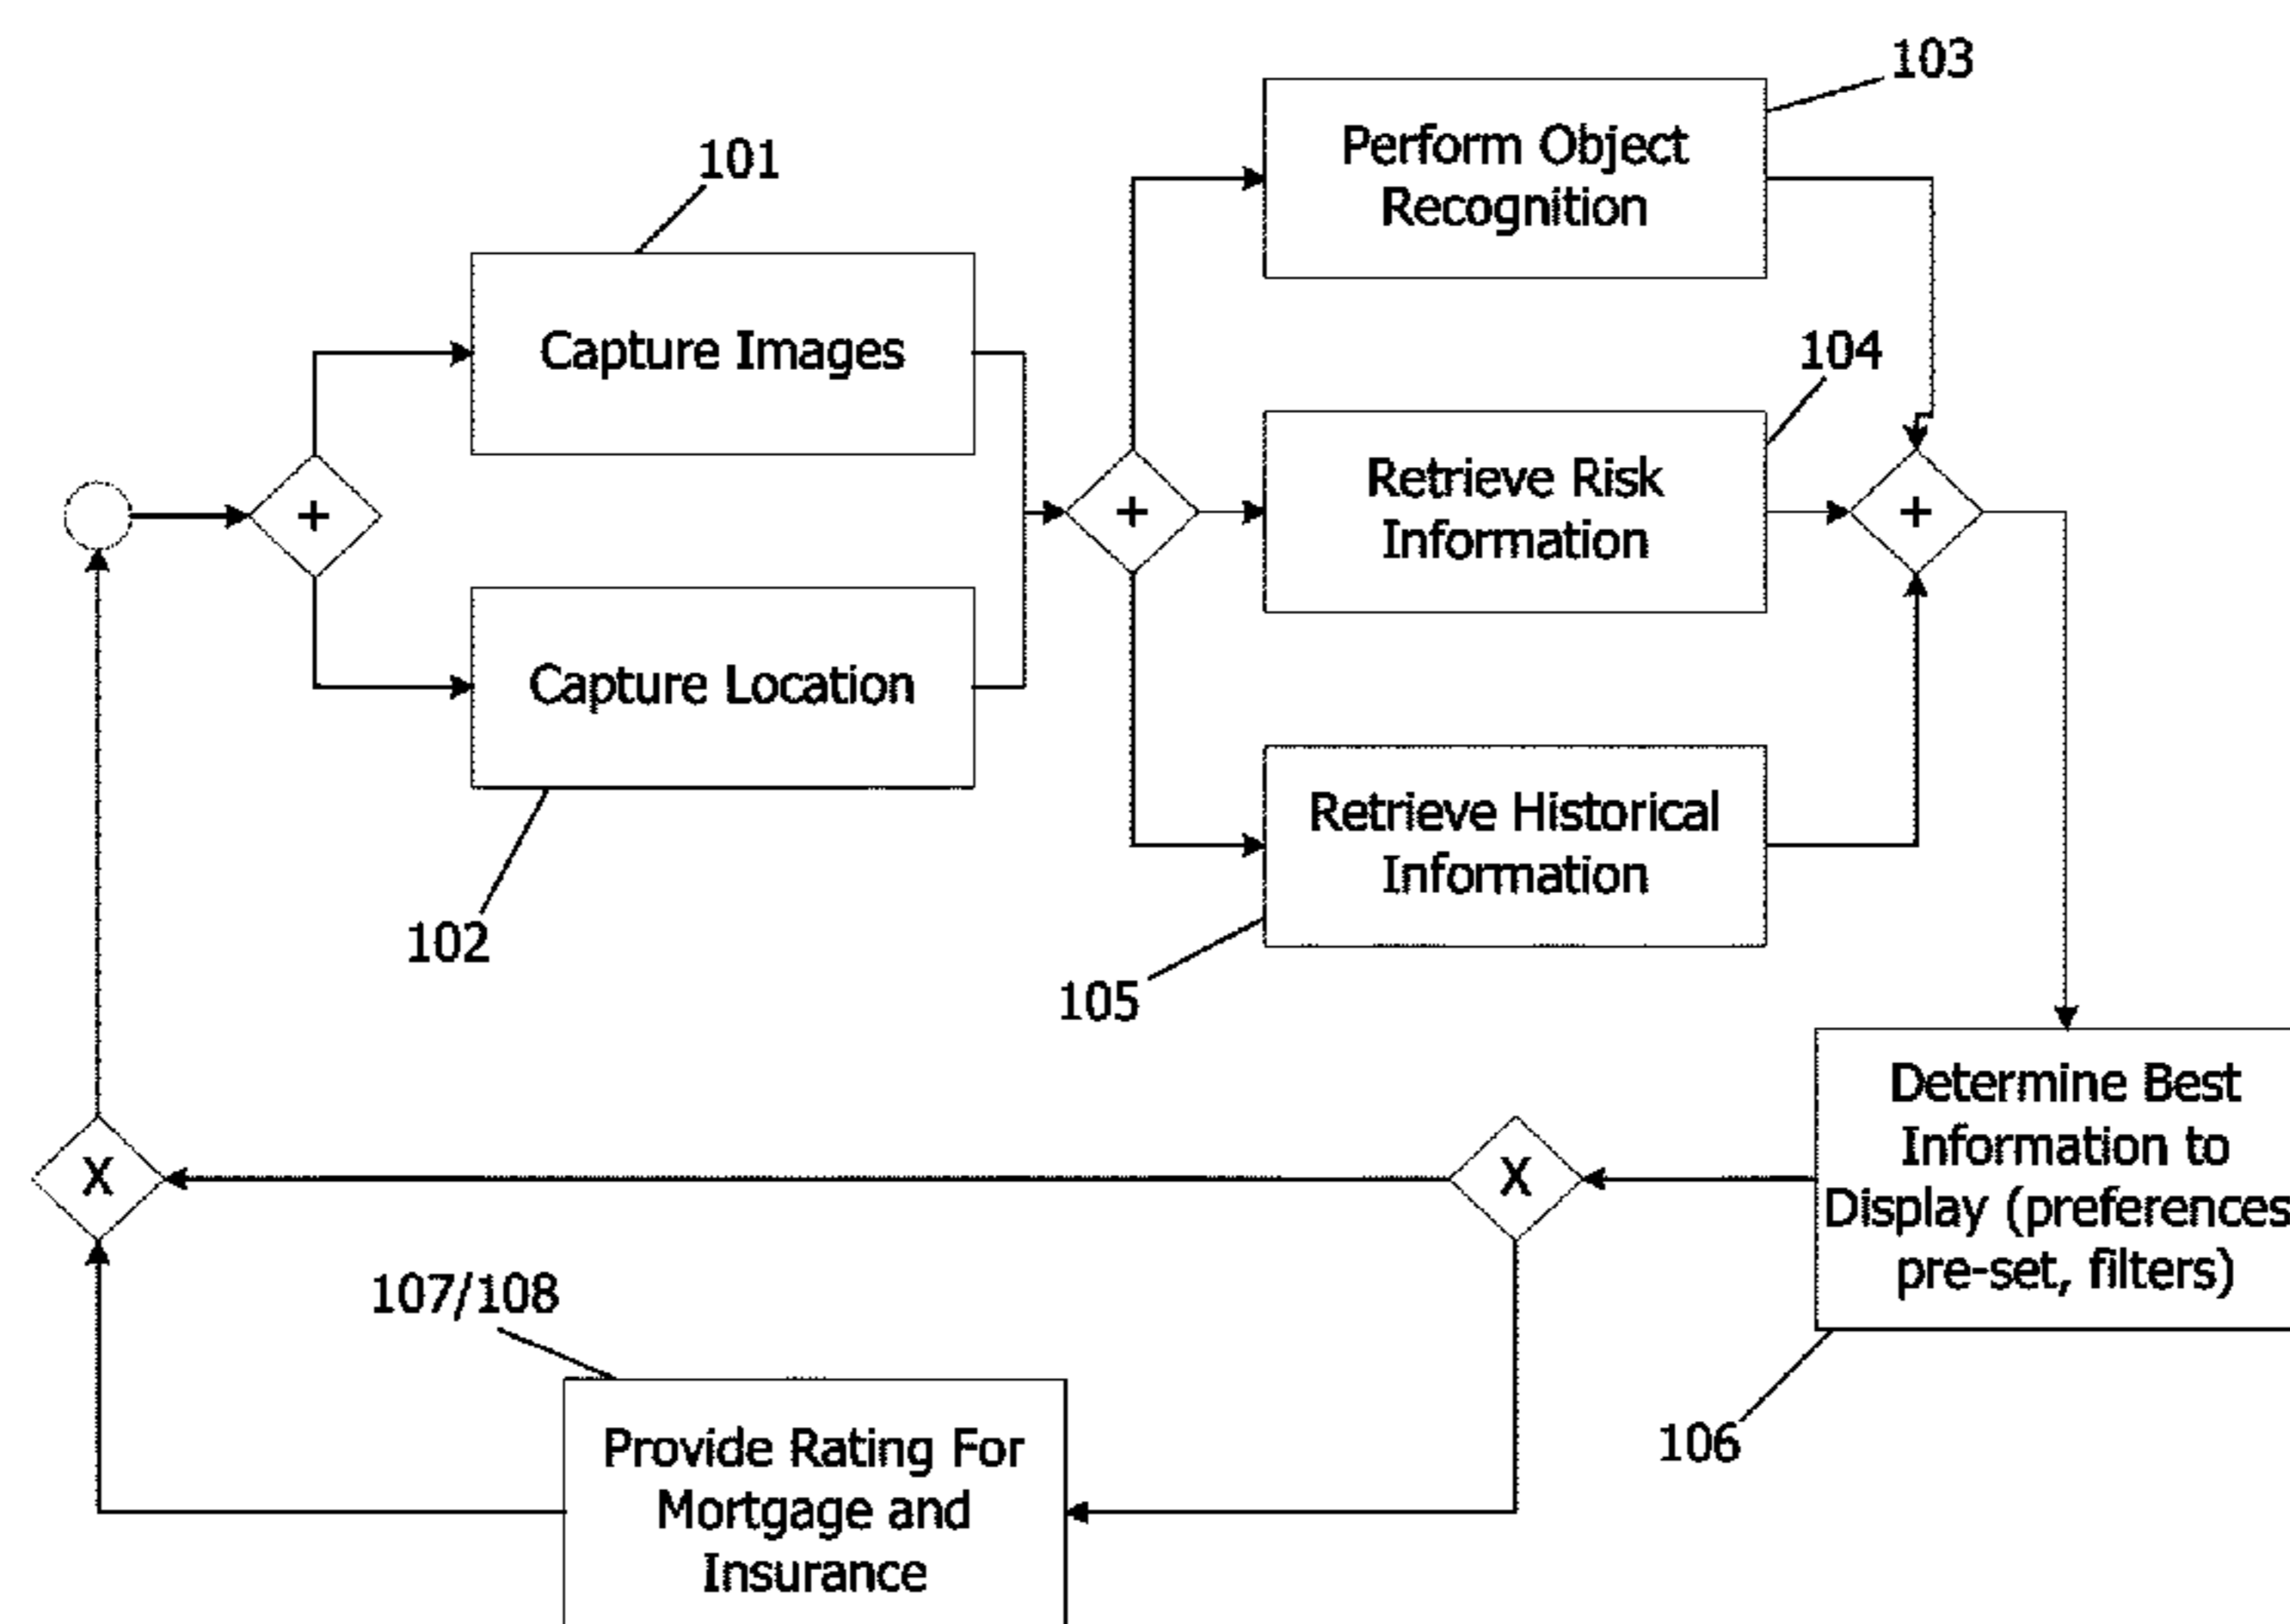 103
Perform Object
Recognition
101
Capture Images
104
+
+
Retrieve Risk
Information
+
Capture Location
102
Retrieve Historical
Information
105
Determine Best
Information to
Display (preferences
pre-set, filters)
X
X
106
107/108
Provide Rating For
Mortgage and
Insurance